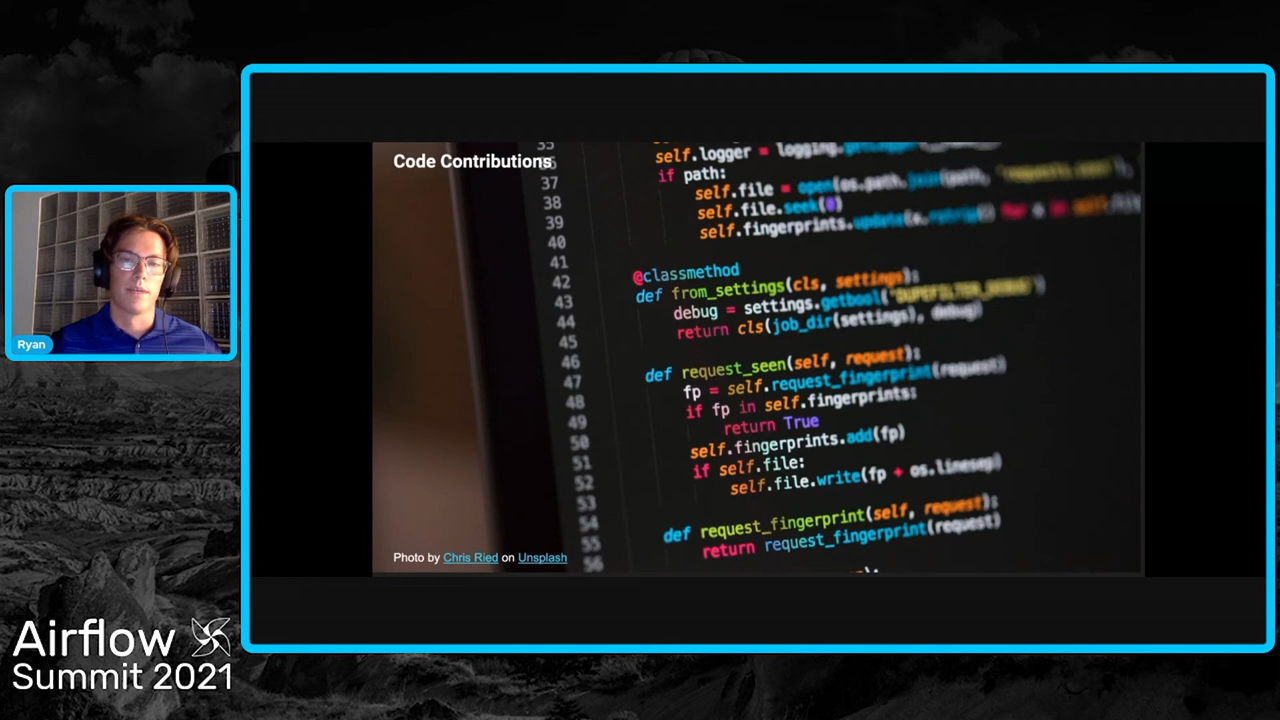 Ryan
Airflow
Summit 2021
Code Contributions
35
36
37
38
39
40
41
42
43
44
45
46
47
48
49
50
51
52
53
54
55
56
self.logger = logging.
if path:
self.file = open(os.path.join(path,
self.file.seek(0)
self.fingerprints.update(
@classmethod
def from_settings(cls, settings):
debug = settings.getbool("DUPEFILTER_DEBUG")
return cls(job_dir(settings), debug)
def request_seen(self, request):
fp = self.request_fingerprint(request)
if fp in self.fingerprints:
return True
self.fingerprints.add(fp)
if self.file:
self.file.write(fp + os.linesep)
def request_fingerprint(self, request):
return request_fingerprint(request)
Photo by Chris Ried on Unsplash